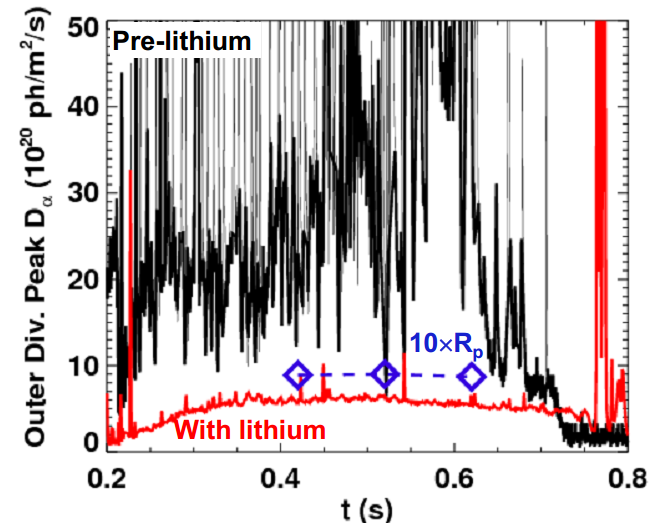 Pre-lithium
Outer Div. Peak Dα (10²⁰ ph/m²/s)
50
40
30
20
10
0
10×Rp
With lithium
0.2 0.4 0.6 0.8
t (s)